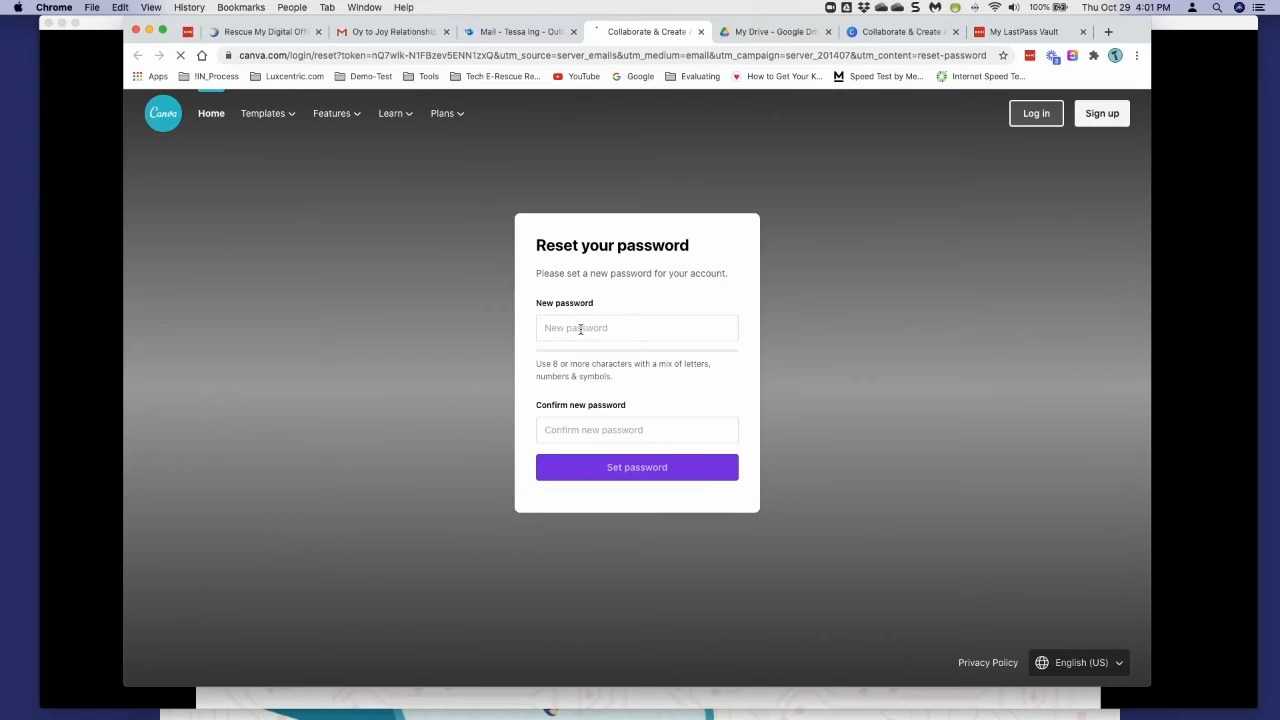 Chrome File Edit View History Bookmarks People Tab Window Help 100% Thu Oct 29 4:01 PM
Rescue My Digital Off Oy to Joy Relationship Mail - Tessa Ing - Outl Collaborate & Create A My Drive - Google Dri Collaborate & Create A My LastPass Vault
canva.com/login/reset?token=nQ7wlk-N1FBzev5ENN1zxQ&utm_source=server_emails&utm_medium=email&utm_campaign=server_201407&utm_content=reset-password
Apps !IN_Process Luxcentric.com Demo-Test Tools Tech E-Rescue Re... YouTube Google Evaluating How to Get Your K... Speed Test by Me... Internet Speed Te...
Canva Home Templates Features Learn Plans Log in Sign up
Reset your password
Please set a new password for your account.
New password
New password
Use 8 or more characters with a mix of letters,
numbers & symbols.
Confirm new password
Confirm new password
Set password
Privacy Policy English (US)